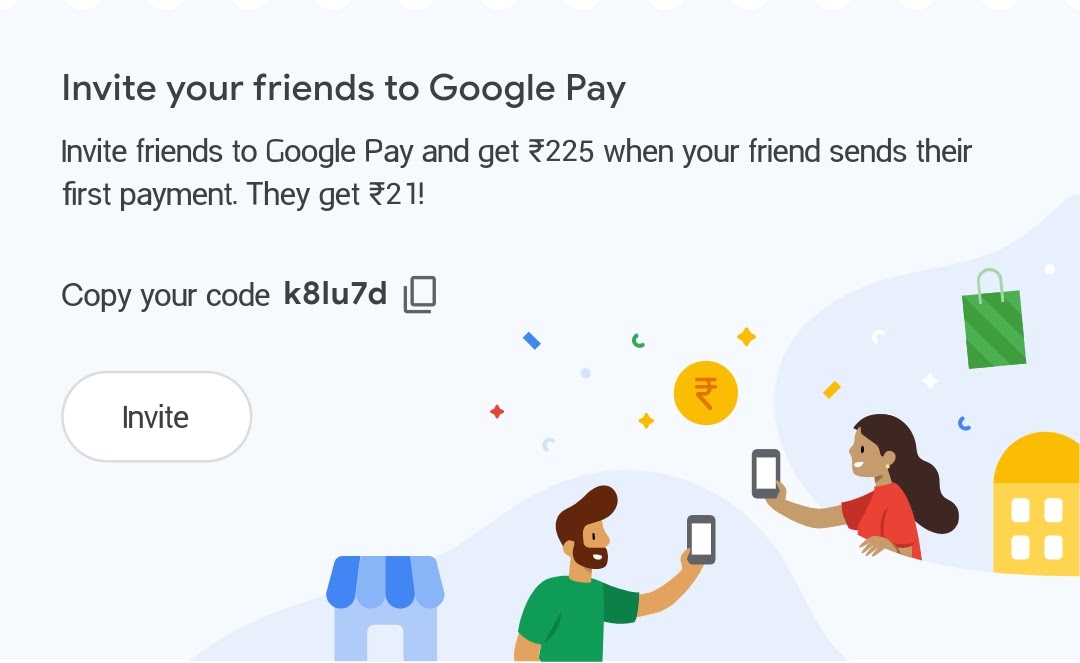 Invite your friends to Google Pay
Invite friends to Google Pay and get ₹225 when your friend sends their
first payment. They get ₹21!
Copy your code k8lu7d
₹
Invite